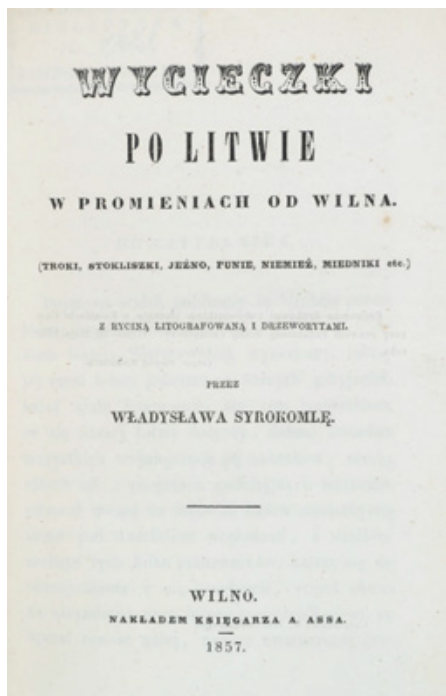 WYCIECZKI
PO LITWIE
W PROMIENIACH OD WILNA.
(TROKI, STOKLISZKI, JEŹNO, PUNIE, NIEMIEŻ, MIEDNIKI etc.)
Z RYCINĄ LITOGRAFOWANĄ I DRZEWORYTAMI.
PRZEZ
WŁADYSŁAWA SYROKOMLĘ.
WILNO.
NAKŁADEM KSIĘGARZA A. ASSA.
1857.